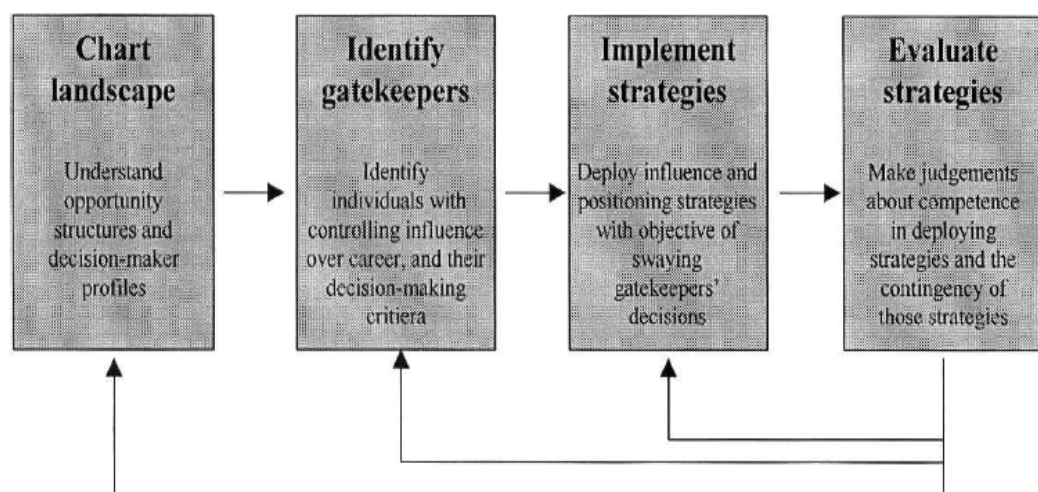 Chart
landscape
Understand
opportunity
structures and
decision-maker
profiles
Identify
gatekeepers
Identify
individuals with
controlling influence
over career, and their
decision-making
critiera
Implement
strategies
Deploy influence and
positioning strategies
with objective of
swaying
gatekeepers’
decisions
Evaluate
strategies
Make judgements
about competence
in deploying
strategies and the
contingency of
those strategies